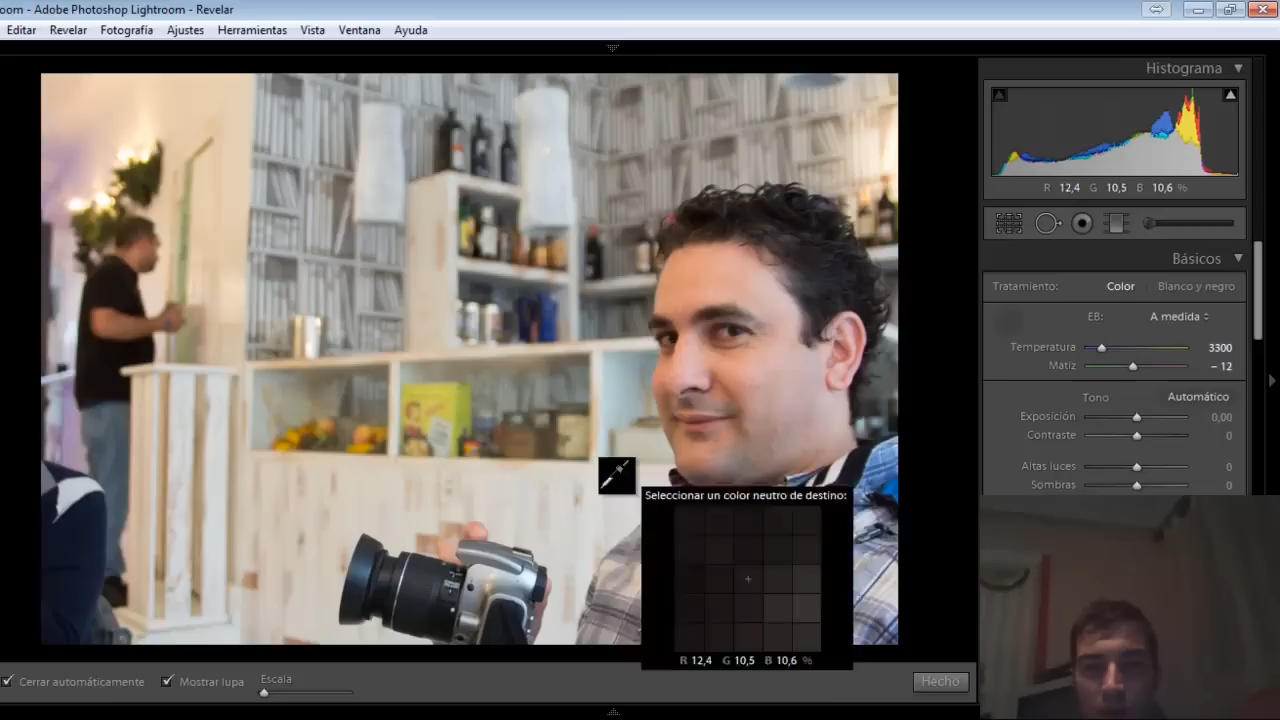 oom - Adobe Photoshop Lightroom - Revelar
Editar Revelar Fotografía Ajustes Herramientas Vista Ventana Ayuda
Histograma
R 12,4 G 10,5 B 10,6 %
Básicos
Tratamiento: Color Blanco y negro
EB: A medida
Temperatura 3300
Matiz − 12
Tono Automático
Exposición 0,00
Contraste 0
Altas luces 0
Sombras 0
Seleccionar un color neutro de destino:
R 12,4 G 10,5 B 10,6 %
Cerrar automáticamente Mostrar lupa Escala Hecho